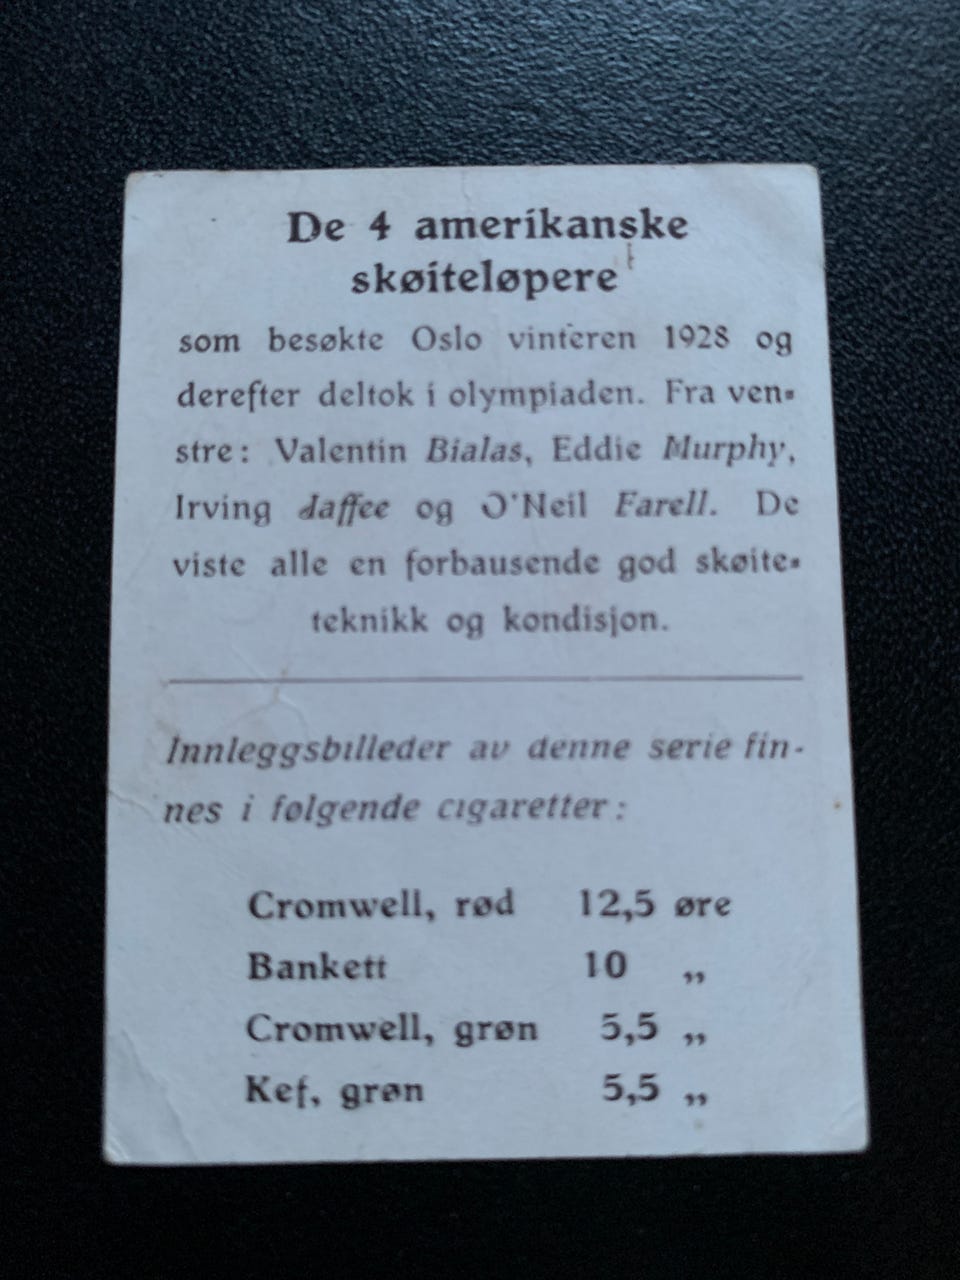 De 4 amerikanske
skøiteløpere
som besøkte Oslo vinteren 1928 og
derefter deltok i olympiaden. Fra ven-
stre: Valentin Bialas, Eddie Murphy,
Irving Jaffee og O'Neil Farell. De
viste alle en forbausende god skøite-
teknikk og kondisjon.
Innleggsbilleder av denne serie fin-
nes i følgende cigaretter:
Cromwell, rød 12,5 øre
Bankett 10 „
Cromwell, grøn 5,5 „
Kef, grøn 5,5 „